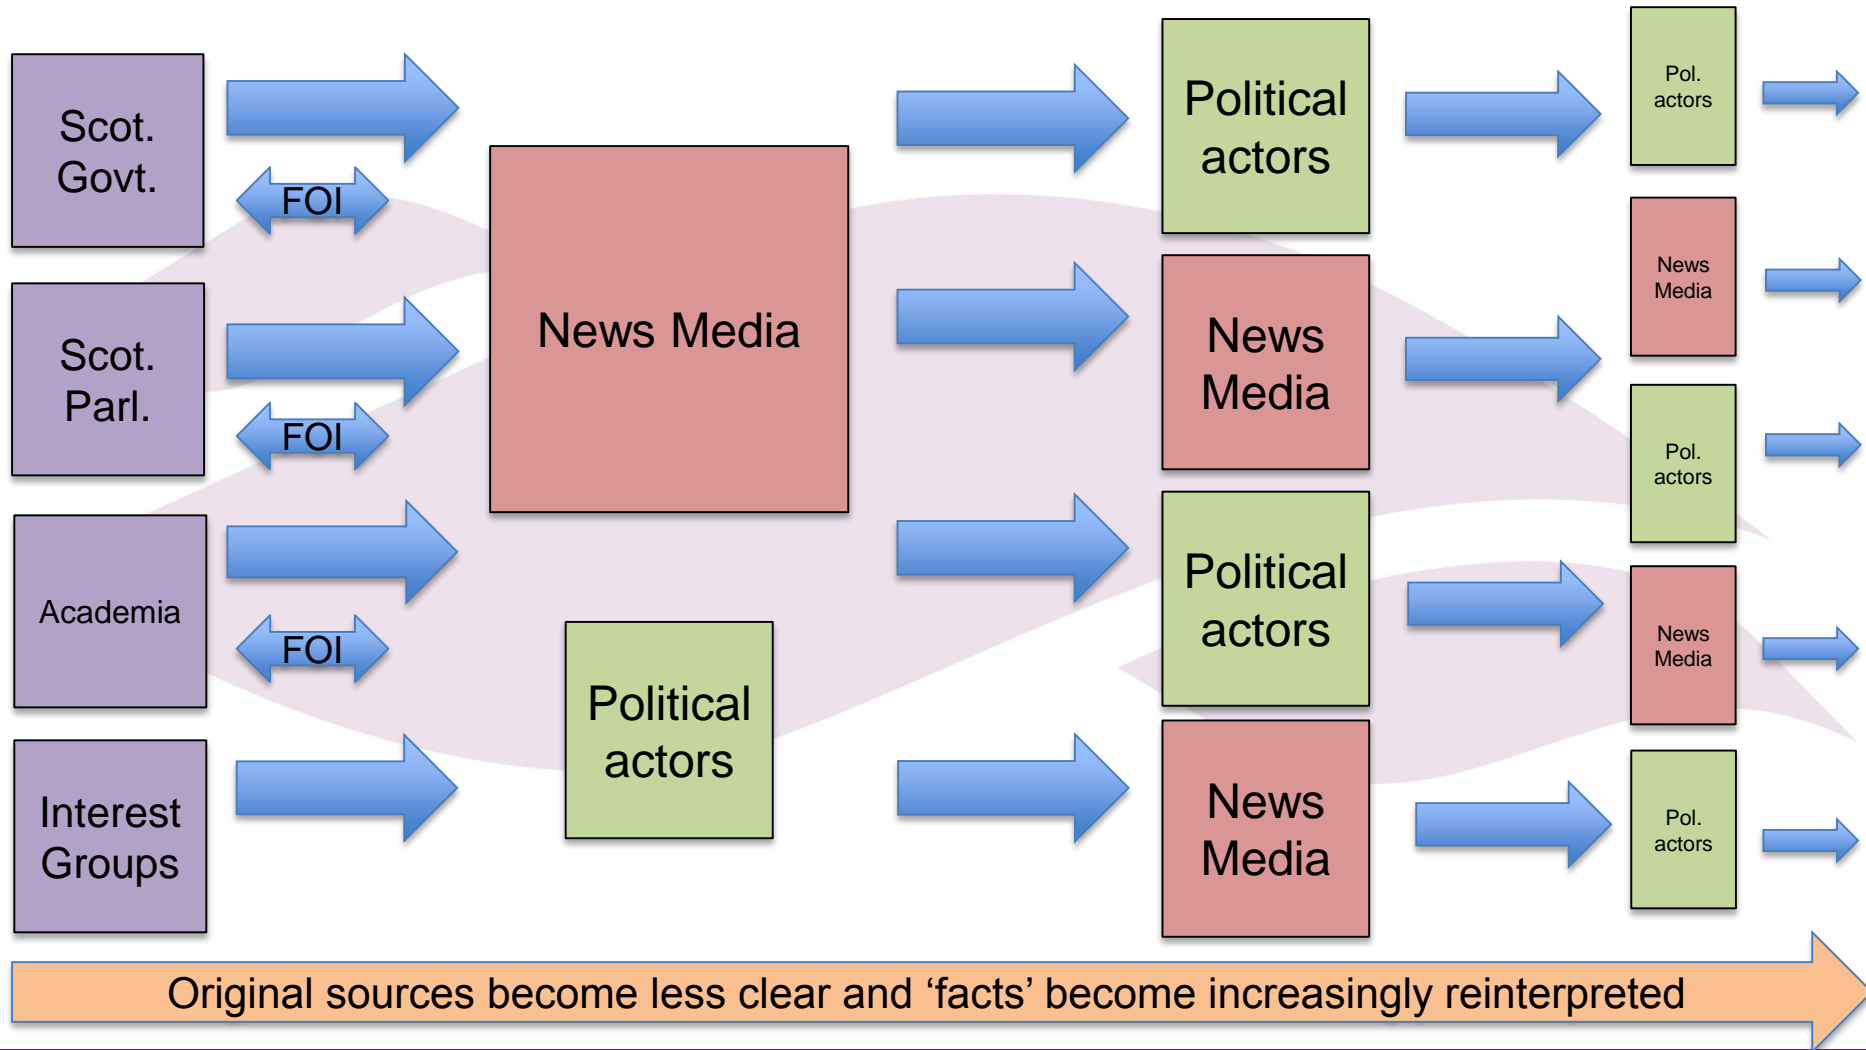 Scot.
Govt.
FOI
Scot.
Parl.
FOI
Academia
FOI
Interest
Groups
News Media
Political
actors
Political
actors
News
Media
Political
actors
News
Media
Pol.
actors
News
Media
Pol.
actors
News
Media
Pol.
actors
Original sources become less clear and ‘facts’ become increasingly reinterpreted